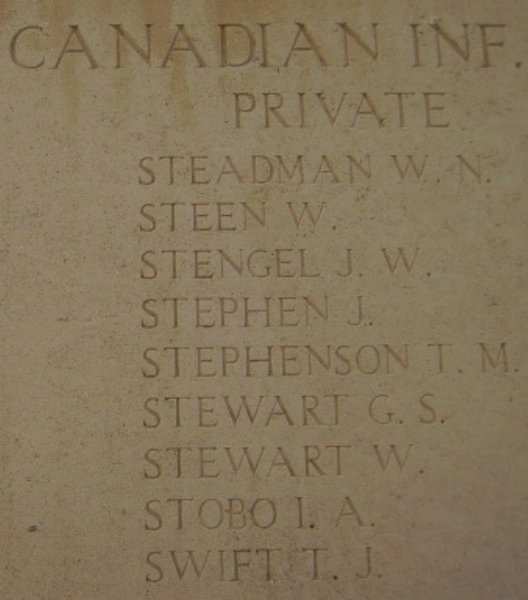 CANADIAN INF.
PRIVATE
STEADMAN W. N.
STEEN W.
STENGEL J. W.
STEPHEN J.
STEPHENSON T. M.
STEWART G. S.
STEWART W.
STOBO I. A.
SWIFT T. J.